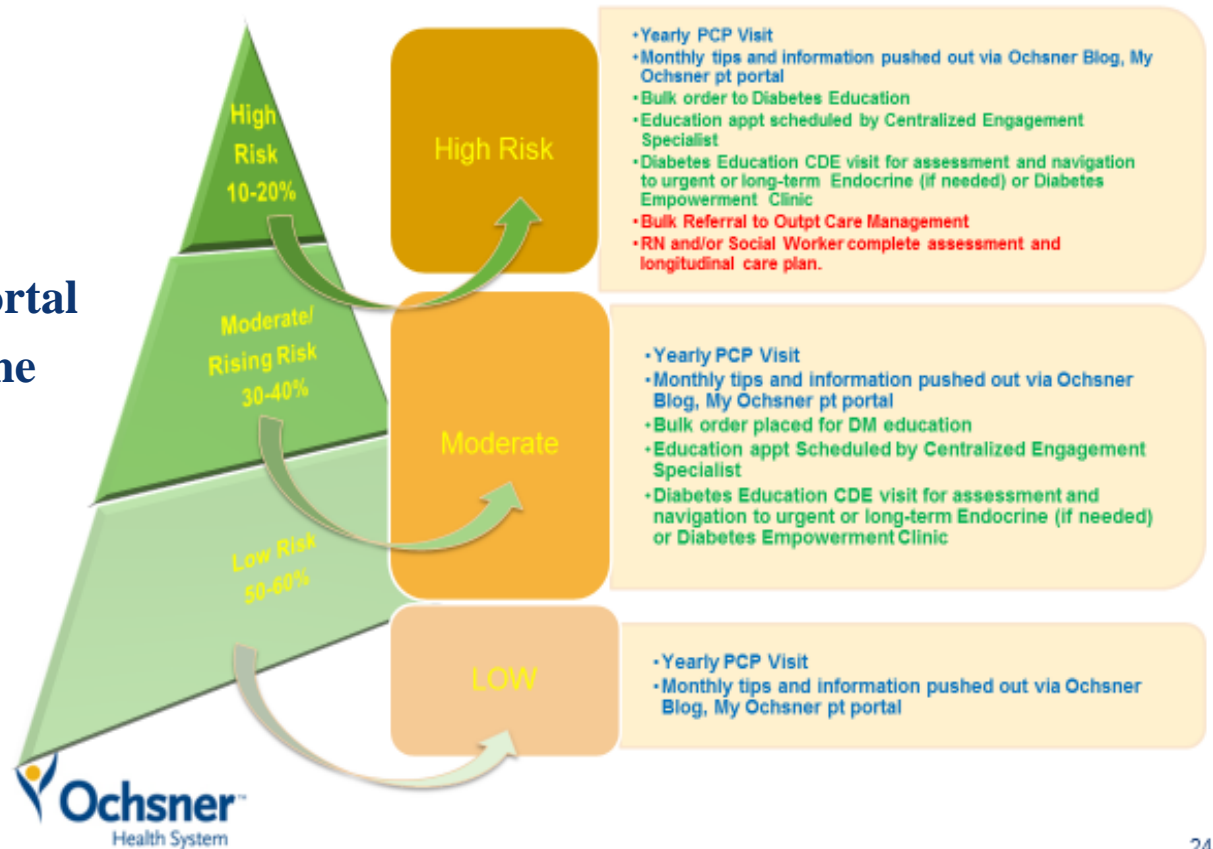 ortal
ne
High
Risk
10-20%
Moderate/
Rising Risk
30-40%
Low Risk
50-60%
High Risk
•Yearly PCP Visit
•Monthly tips and information pushed out via Ochsner Blog, My
Ochsner pt portal
•Bulk order to Diabetes Education
•Education appt scheduled by Centralized Engagement
Specialist
•Diabetes Education CDE visit for assessment and navigation
to urgent or long-term Endocrine (if needed) or Diabetes
Empowerment Clinic
•Bulk Referral to Outpt Care Management
•RN and/or Social Worker complete assessment and
longitudinal care plan.
Moderate
•Yearly PCP Visit
•Monthly tips and information pushed out via Ochsner
Blog, My Ochsner pt portal
•Bulk order placed for DM education
•Education appt Scheduled by Centralized Engagement
Specialist
•Diabetes Education CDE visit for assessment and
navigation to urgent or long-term Endocrine (if needed)
or Diabetes Empowerment Clinic
LOW
•Yearly PCP Visit
•Monthly tips and information pushed out via Ochsner
Blog, My Ochsner pt portal
Ochsner™
Health System
24